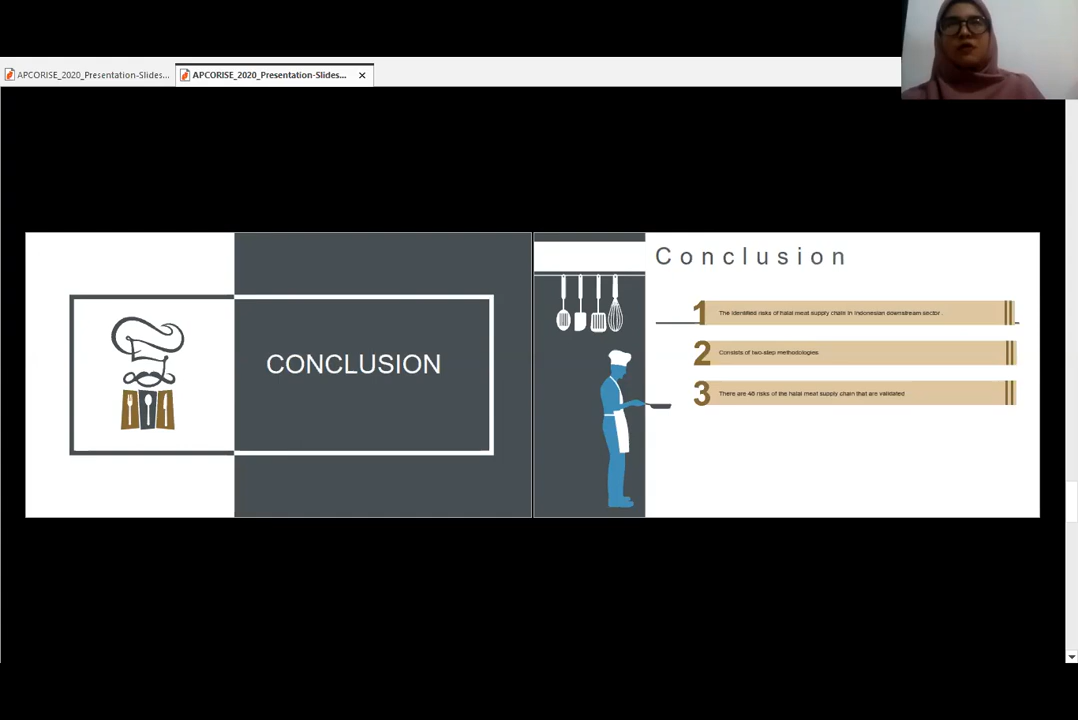 APCORISE_2020_Presentation-Slides...
APCORISE_2020_Presentation-Slides...
CONCLUSION
Conclusion
1
The identified risks of halal meat supply chain in Indonesian downstream sector .
2
Consists of two-step methodologies.
3
There are 48 risks of the halal meat supply chain that are validated